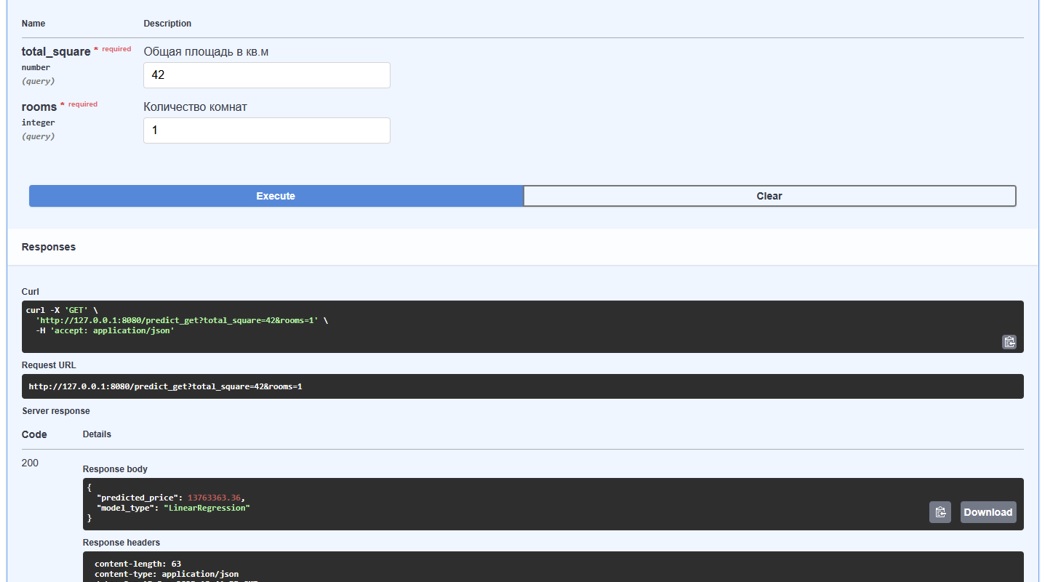 Name Description
total_square * required Общая площадь в кв.м
number 42
(query)
rooms * required Количество комнат
integer 1
(query)
Execute Clear
Responses
Curl
curl -X 'GET' \
'http://127.0.0.1:8080/predict_get?total_square=42&rooms=1' \
-H 'accept: application/json'
Request URL
http://127.0.0.1:8080/predict_get?total_square=42&rooms=1
Server response
Code Details
200
Response body
{
"predicted_price": 13763363.36,
"model_type": "LinearRegression"
}
Download
Response headers
content-length: 63
content-type: application/json